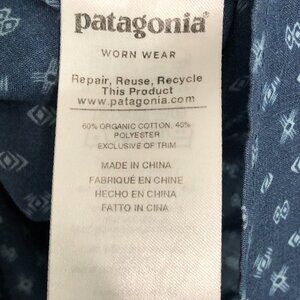 patagonia®
WORN WEAR
Repair, Reuse, Recycle
This Product
www.patagonia.com
60% ORGANIC COTTON, 40%
POLYESTER
EXCLUSIVE OF TRIM
MADE IN CHINA
FABRIQUÉ EN CHINE
HECHO EN CHINA
FATTO IN CINA